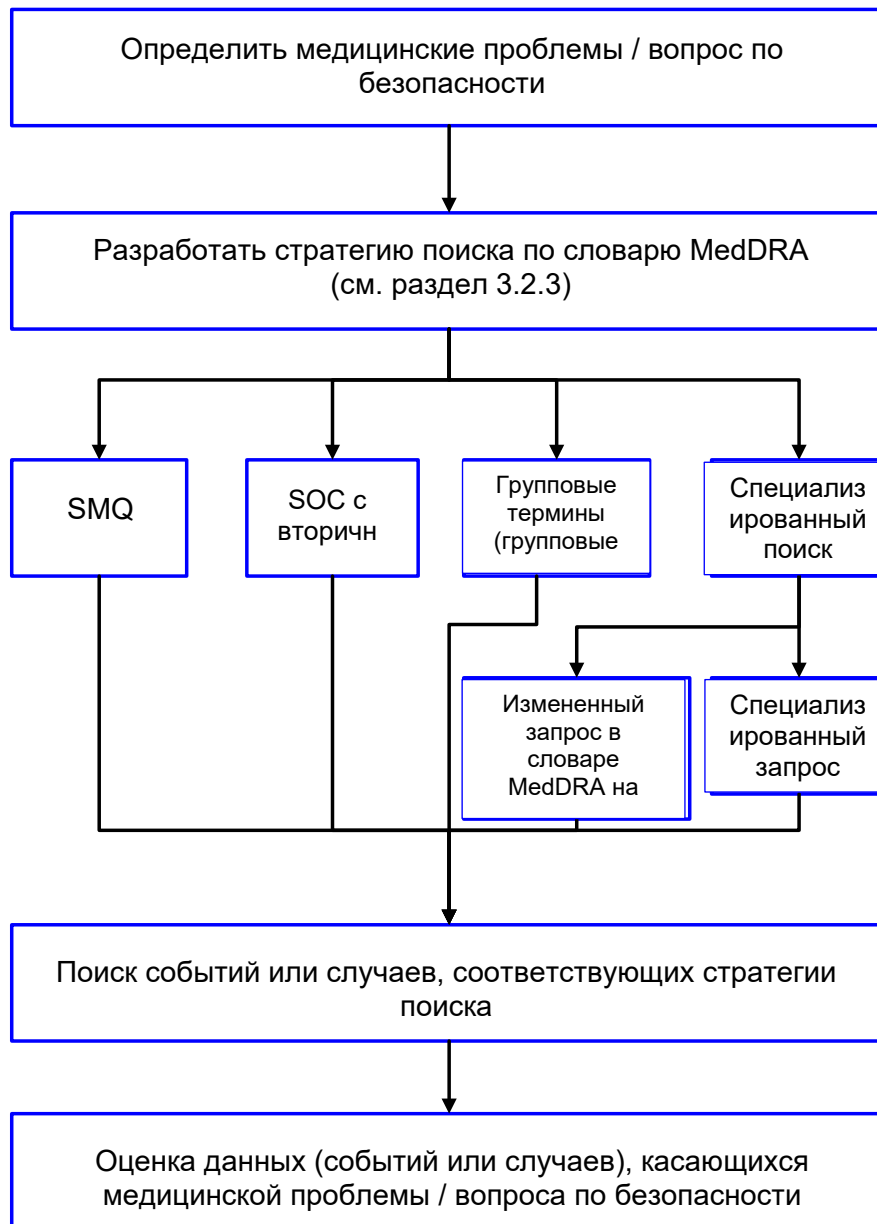 Определить медицинские проблемы / вопрос по
безопасности
Разработать стратегию поиска по словарю MedDRA
(см. раздел 3.2.3)
SMQ
SOC с
вторичн
Групповые
термины
(групповые
Специализ
ированный
поиск
Измененный
запрос в
словаре
MedDRA на
Специализ
ированный
запрос
Поиск событий или случаев, соответствующих стратегии
поиска
Оценка данных (событий или случаев), касающихся
медицинской проблемы / вопроса по безопасности